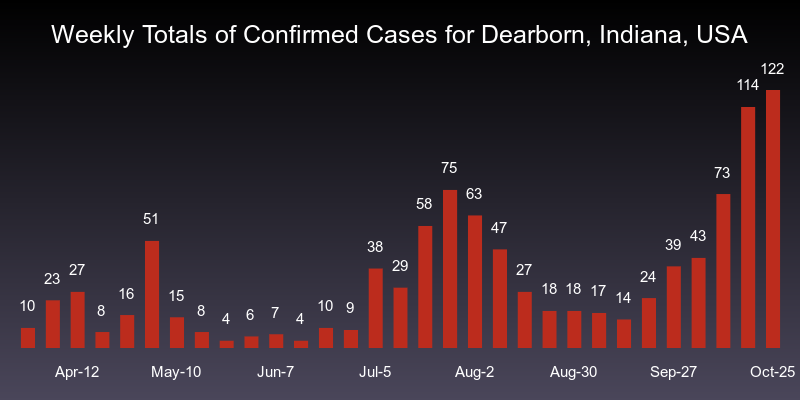 Weekly Totals of Confirmed Cases for Dearborn, Indiana, USA
10 23 27 8 16 51 15 8 4 6 7 4 10 9 38 29 58 75 63 47 27 18 18 17 14 24 39 43 73 114 122
Apr-12 May-10 Jun-7 Jul-5 Aug-2 Aug-30 Sep-27 Oct-25